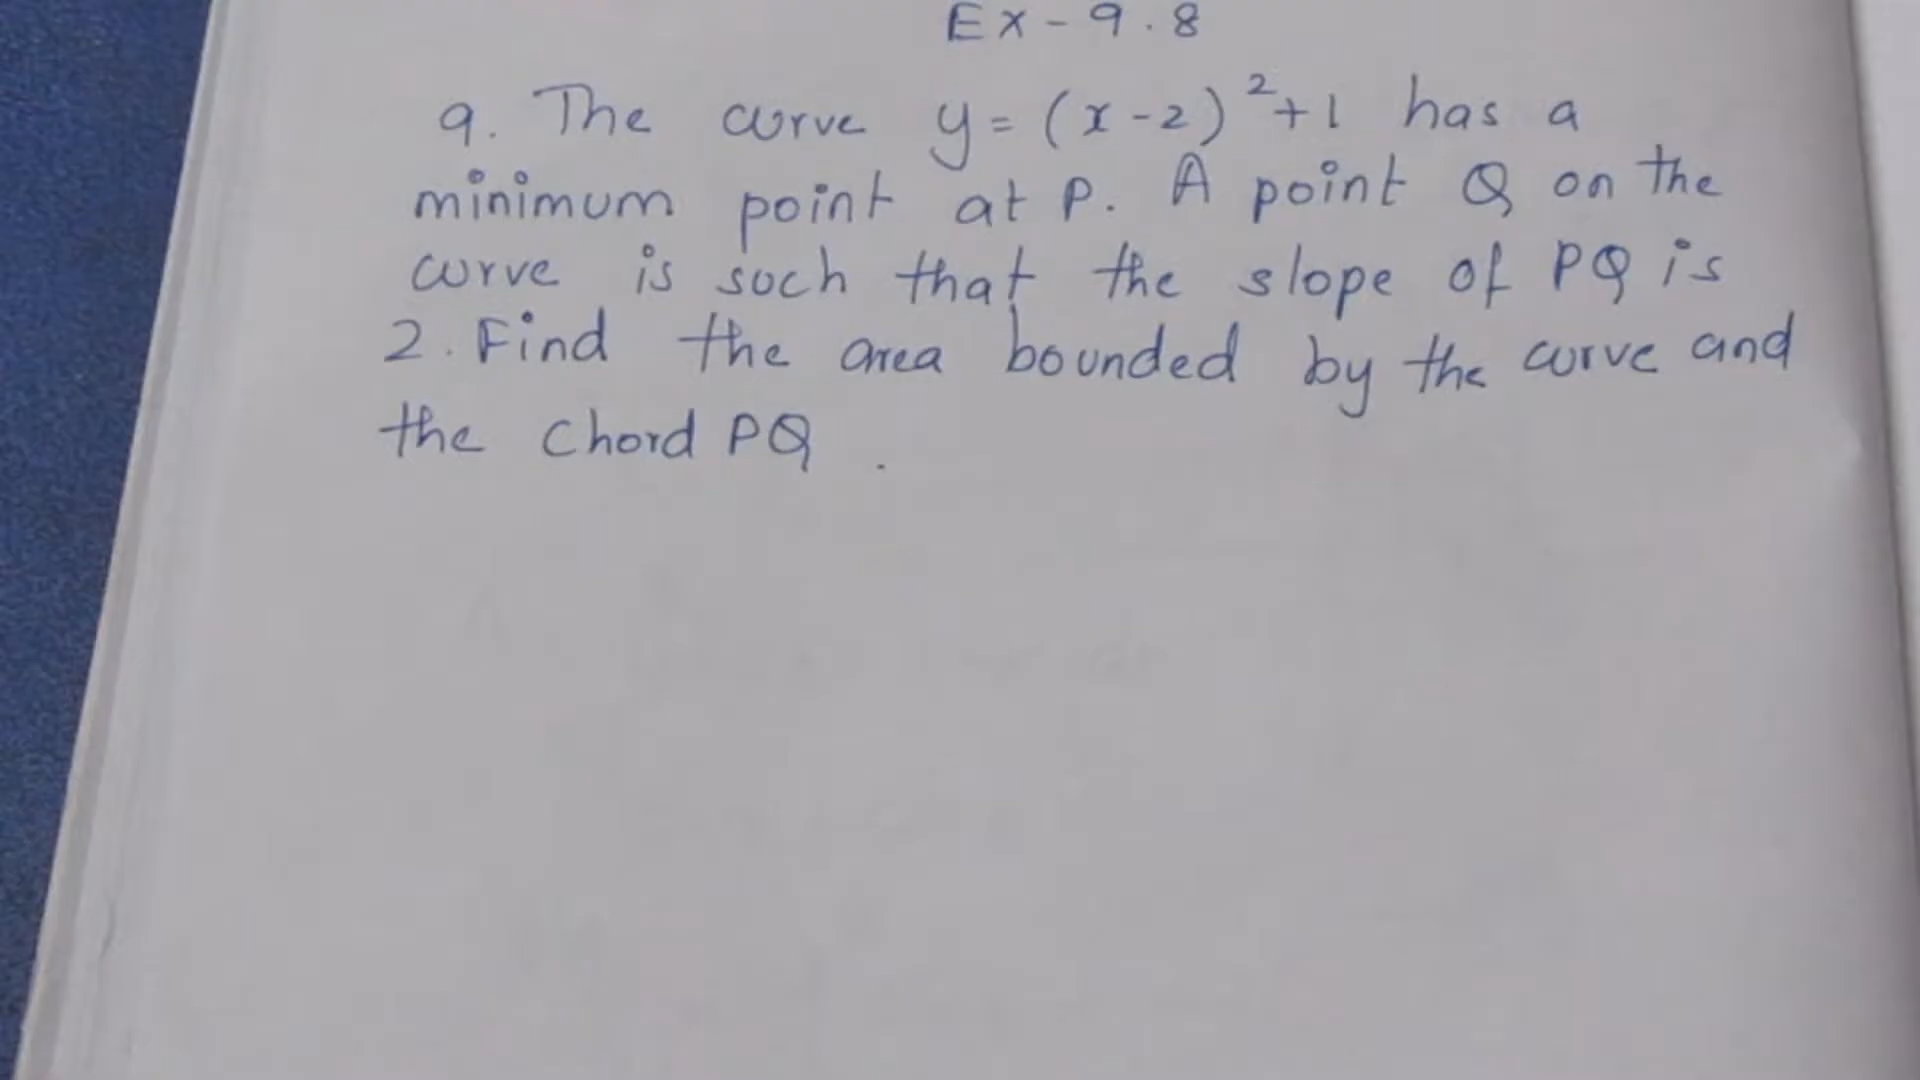 Ex - 9.8
9. The curve y = (x-2)²+1 has a
minimum point at P. A point Q on the
curve is such that the slope of PQ is
2. Find the area bounded by the curve and
the chord PQ.